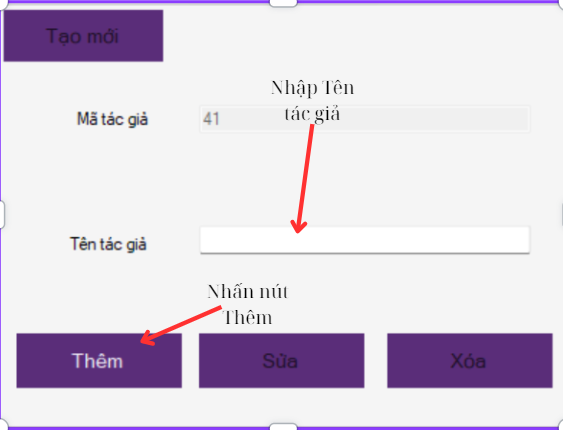 Tạo mới
Nhập Tên
tác giả
Mã tác giả
41
Tên tác giả
Nhấn nút
Thêm
Thêm
Sửa
Xóa